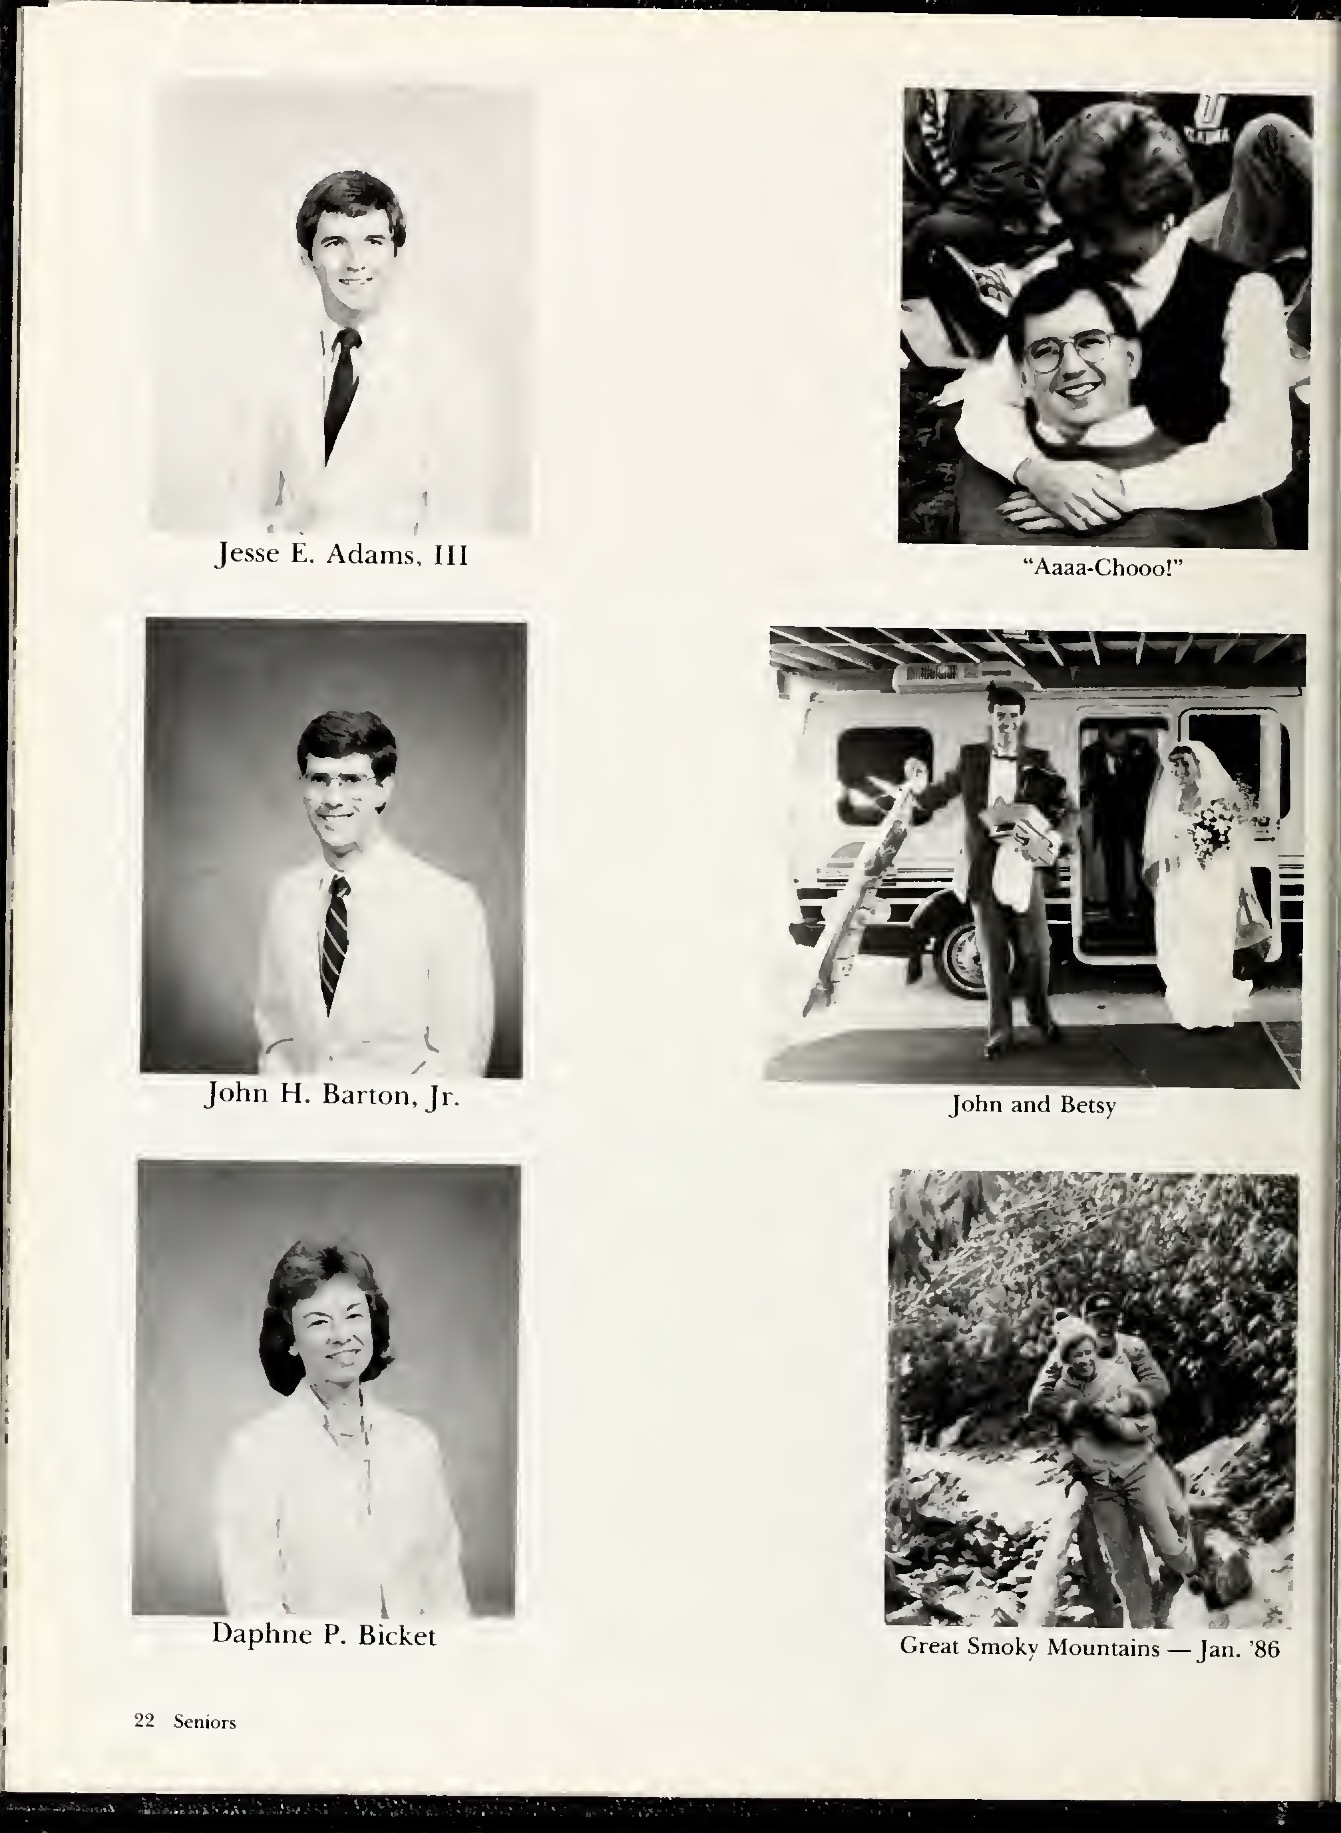 Jesse E. Adams, III
"Aaaa-Chooo!"
John H. Barton, Jr.
John and Betsy
Daphne P. Bicket
Great Smoky Mountains — Jan. '86
22 Seniors